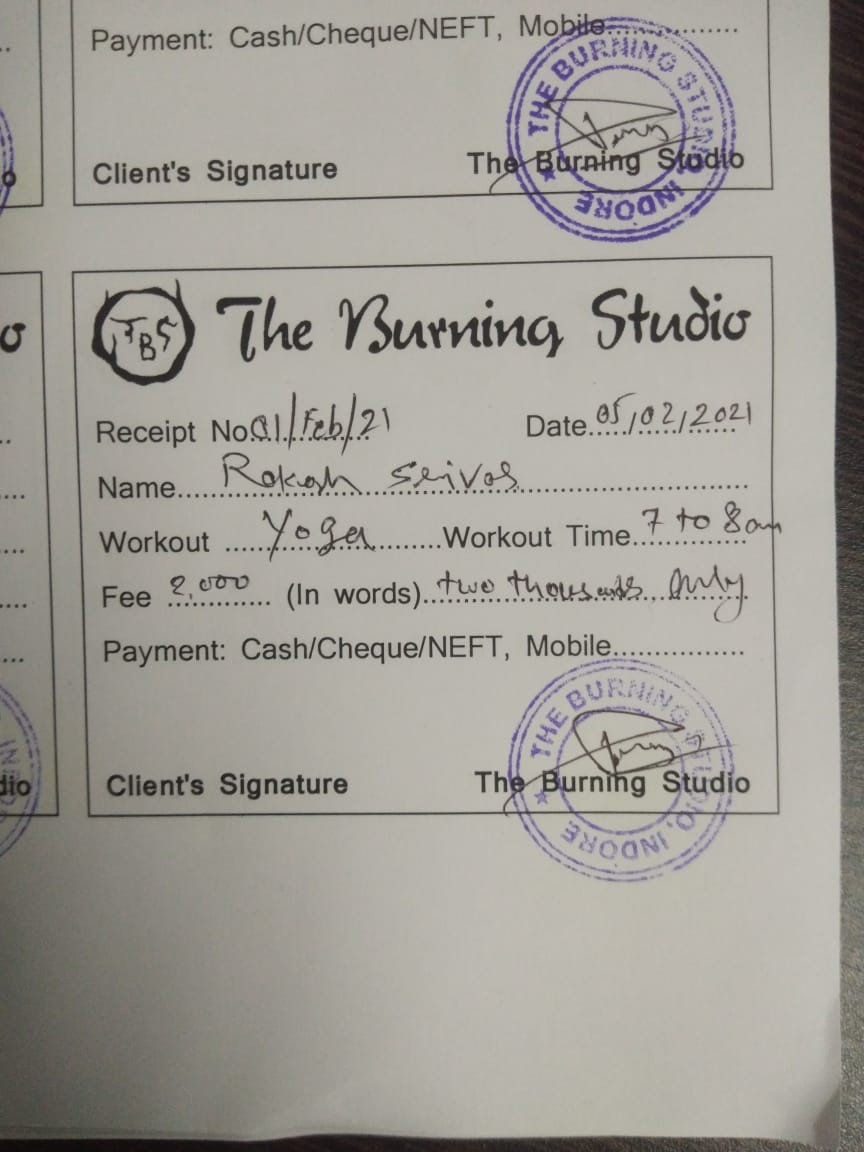 Payment: Cash/Cheque/NEFT, Mobile..................
THE BURNING STUDIO, INDORE
Client's Signature The Burning Studio
TBS The Burning Studio
Receipt No.01/Feb/21 Date 05/02/2021
Name Rakesh Srivas
Workout Yoga Workout Time 7 to 8 am
Fee 2,000 (In words) two thousands Only
Payment: Cash/Cheque/NEFT, Mobile.................
THE BURNING STUDIO, INDORE
Client's Signature The Burning Studio
dio